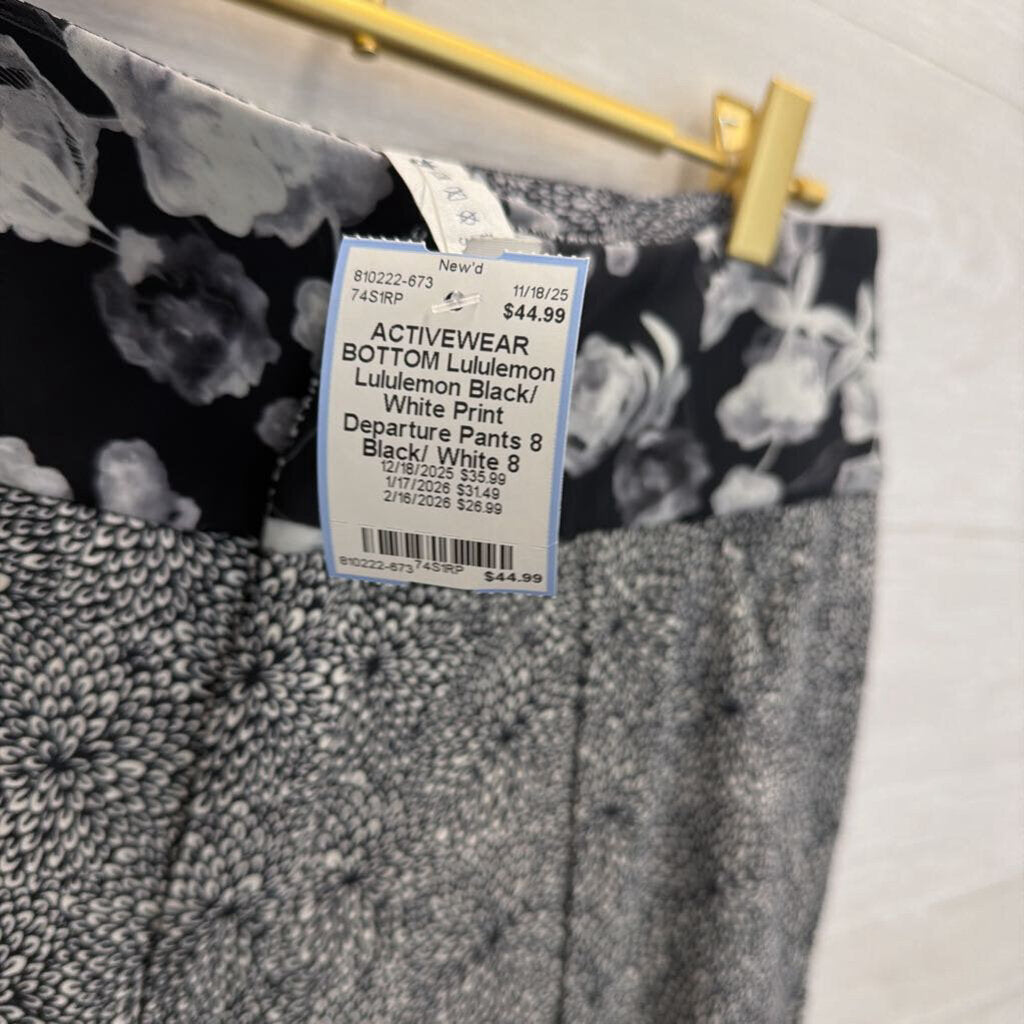 New'd
810222-673 11/18/25
74S1RP $44.99
ACTIVEWEAR
BOTTOM Lululemon
Lululemon Black/
White Print
Departure Pants 8
Black/ White 8
12/18/2025 $35.99
1/17/2026 $31.49
2/16/2026 $26.99
810222-673 74S1RP $44.99